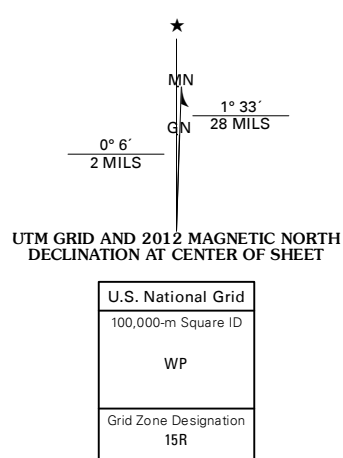 ★
MN
1° 33´
GN
28 MILS
0° 6´
2 MILS
UTM GRID AND 2012 MAGNETIC NORTH
DECLINATION AT CENTER OF SHEET
U.S. National Grid
100,000-m Square ID
WP
Grid Zone Designation
15R